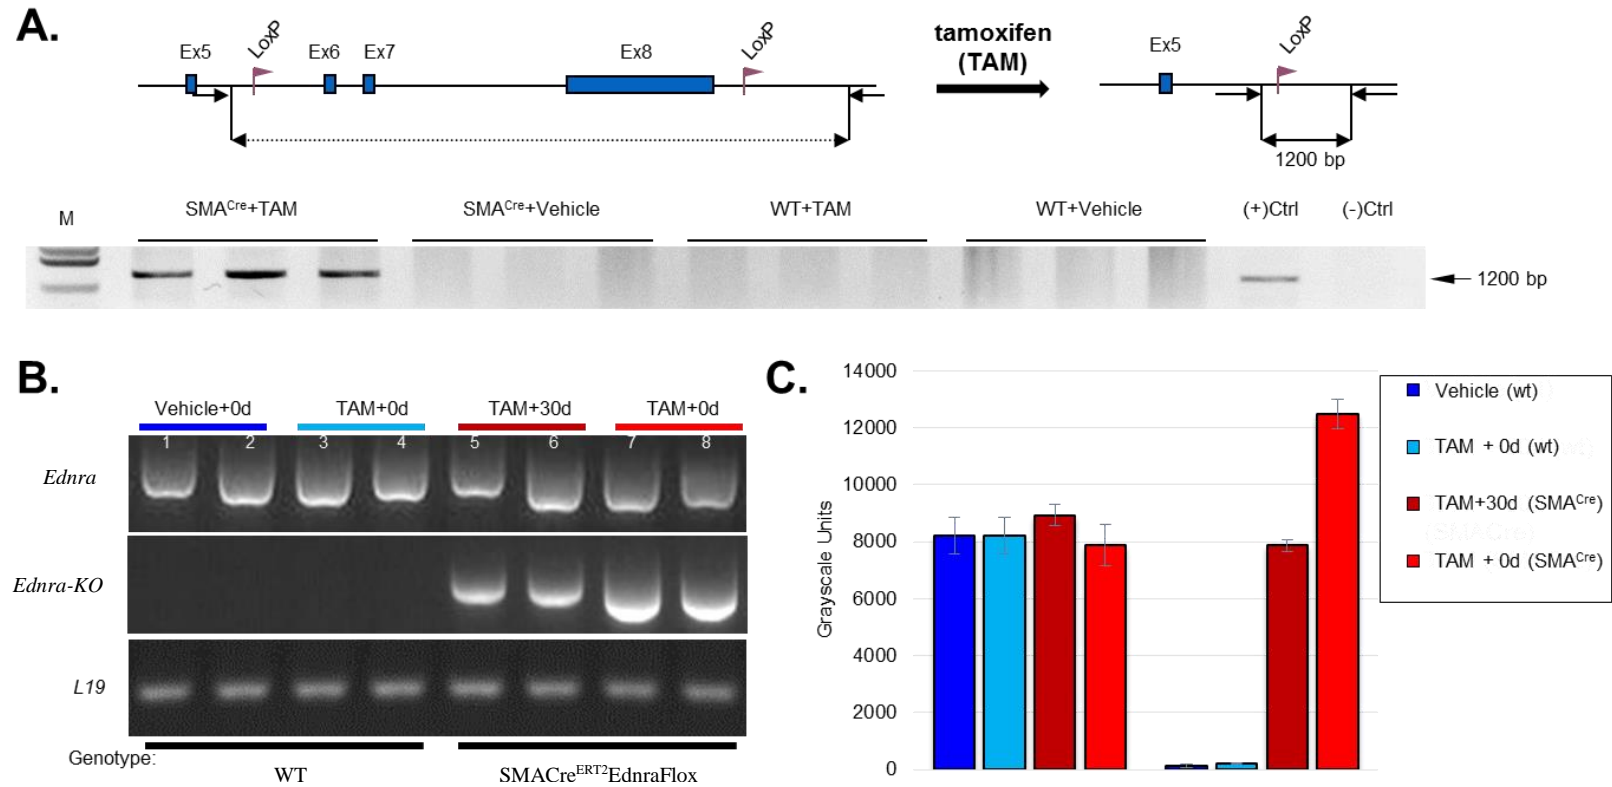 A.
Ex5 LoxP Ex6 Ex7 Ex8 LoxP
tamoxifen
(TAM)
Ex5 LoxP
1200 bp
M SMACre+TAM SMACre+Vehicle WT+TAM WT+Vehicle (+)Ctrl (-)Ctrl
1200 bp
B.
Vehicle+0d TAM+0d TAM+30d TAM+0d
1 2 3 4 5 6 7 8
Ednra
Ednra-KO
L19
Genotype:
WT SMACreERT2EdnraFlox
C.
Grayscale Units
14000
12000
10000
8000
6000
4000
2000
0
Vehicle (wt)
TAM + 0d (wt)
TAM+30d (SMACre)
TAM + 0d (SMACre)